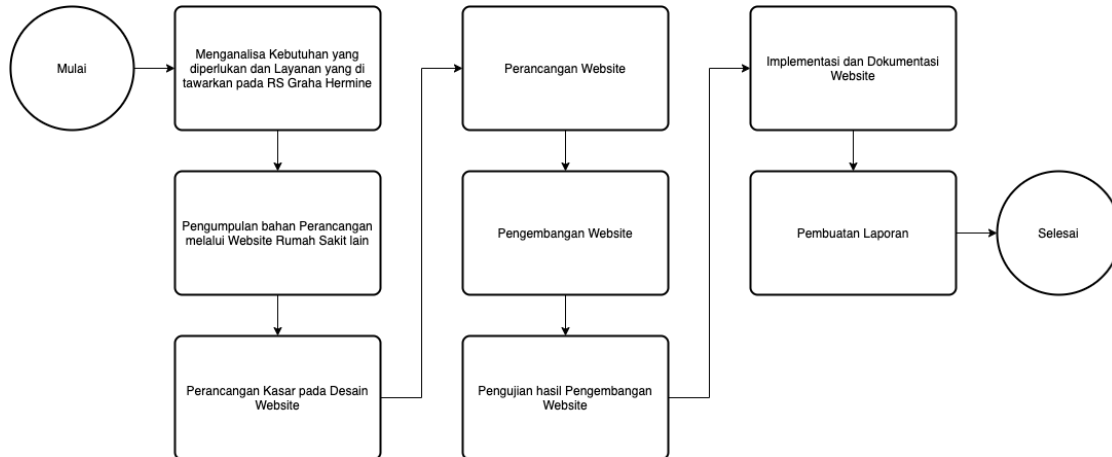 Mulai
Menganalisa Kebutuhan yang
diperlukan dan Layanan yang di
tawarkan pada RS Graha Hermine
Pengumpulan bahan Perancangan
melalui Website Rumah Sakit lain
Perancangan Kasar pada Desain
Website
Perancangan Website
Pengembangan Website
Pengujian hasil Pengembangan
Website
Implementasi dan Dokumentasi
Website
Pembuatan Laporan
Selesai